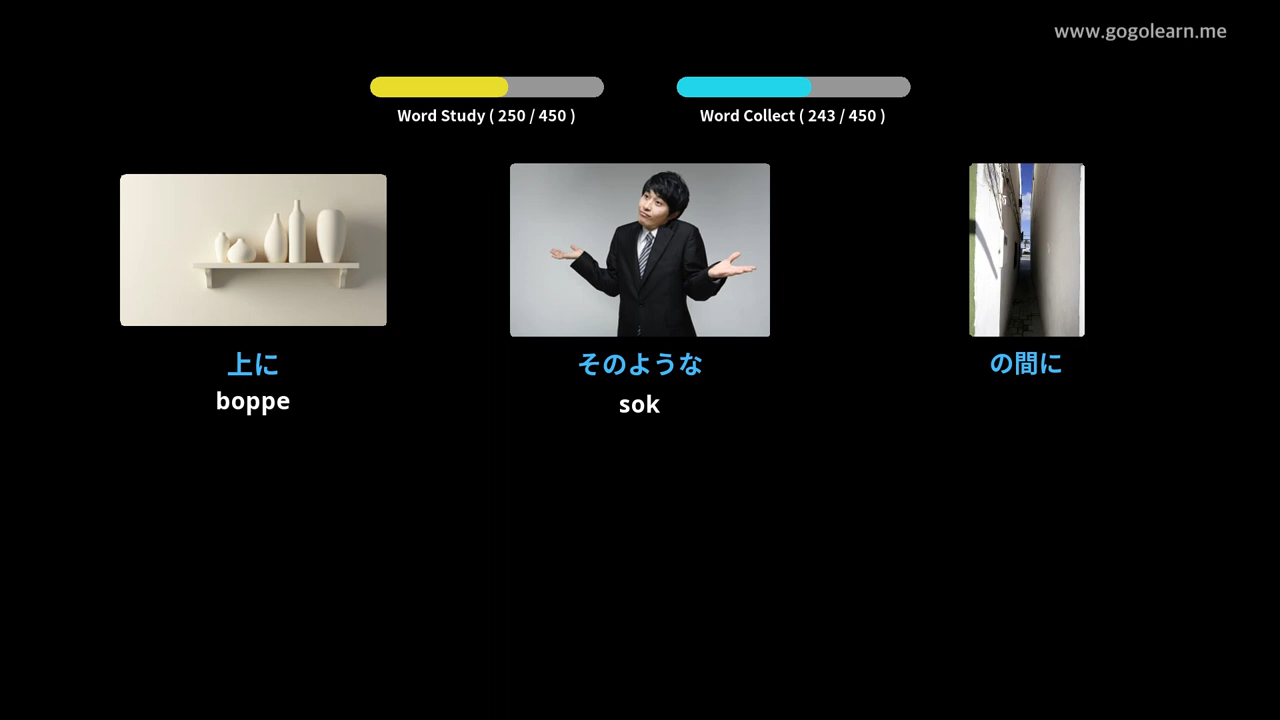 www.gogolearn.me
Word Study ( 250 / 450 )
Word Collect ( 243 / 450 )
上に
そのような
の間に
boppe
sok